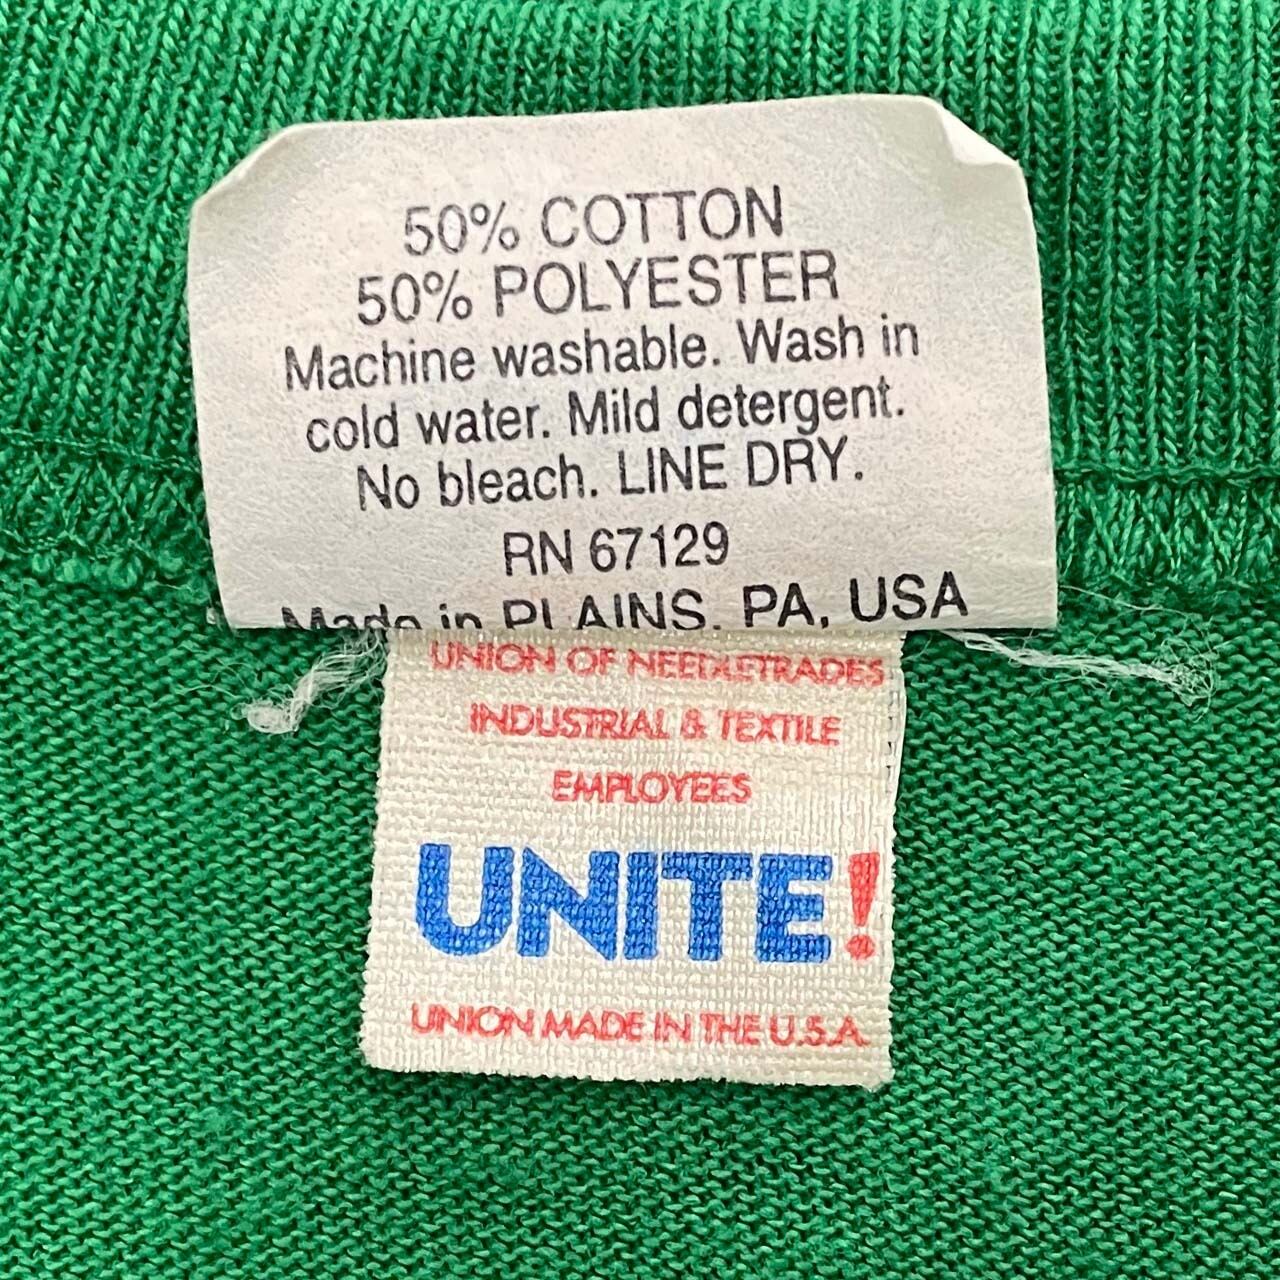 50% COTTON
50% POLYESTER
Machine washable. Wash in
cold water. Mild detergent.
No bleach. LINE DRY.
RN 67129
Made in PLAINS, PA, USA
UNION OF NEEDLETRADES
INDUSTRIAL & TEXTILE
EMPLOYEES
UNITE!
UNION MADE IN THE U.S.A.